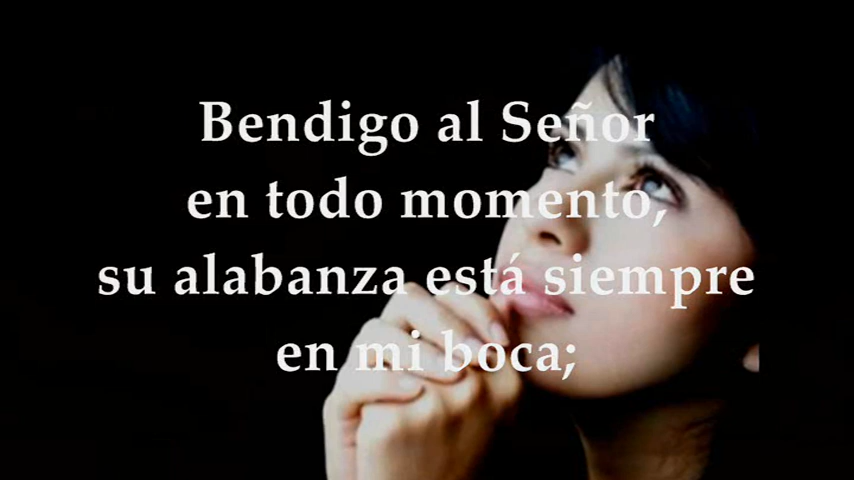 Bendigo al Señor
en todo momento,
su alabanza está siempre
en mi boca;